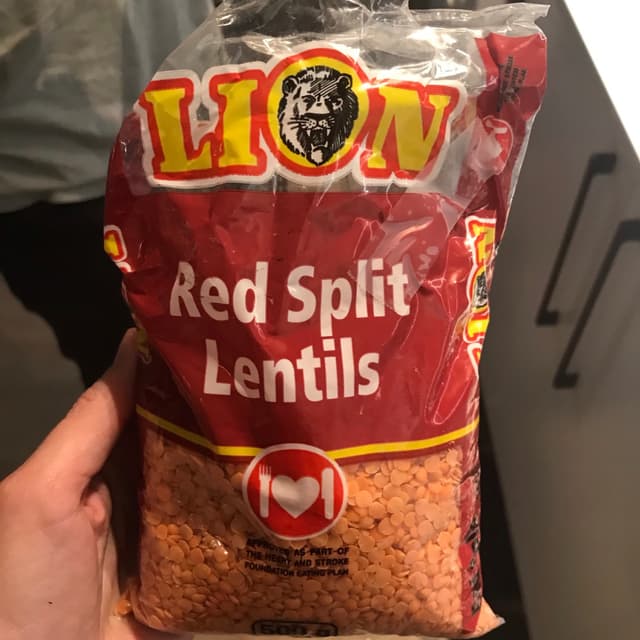 LION
Red Split
Lentils
APPROVED AS PART OF
THE HEART AND STROKE
FOUNDATION EATING PLAN
500 g